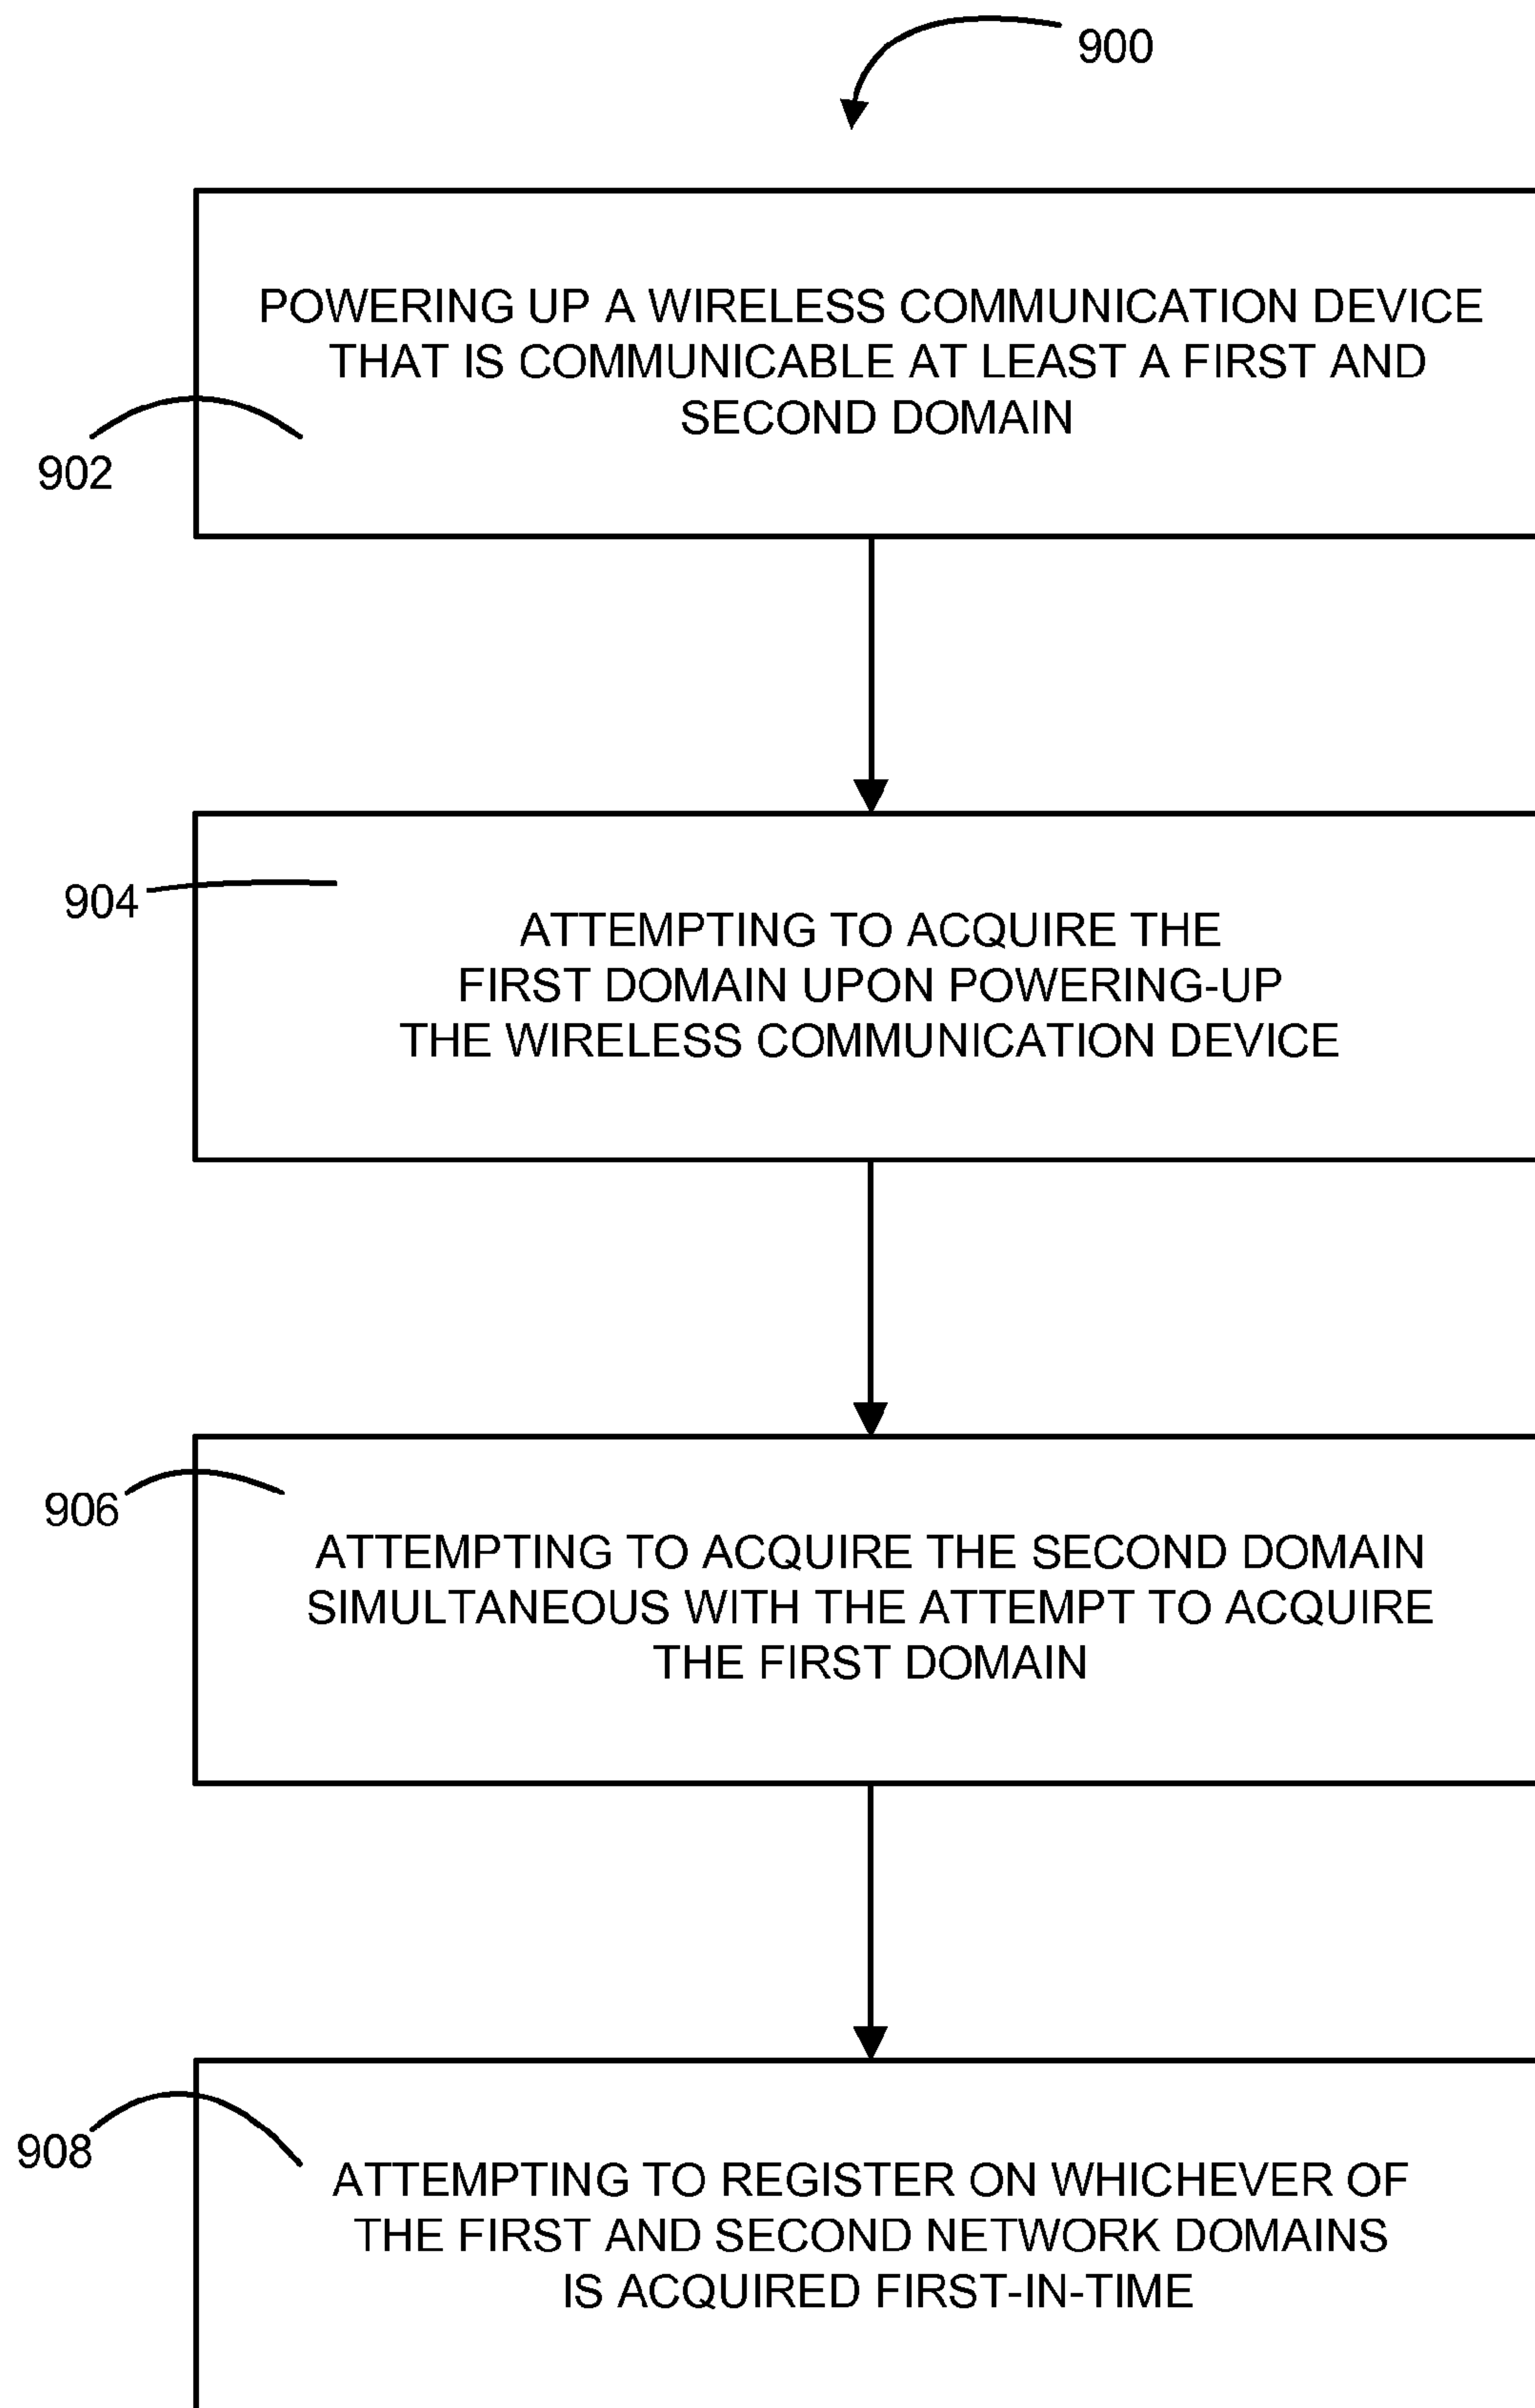 900
POWERING UP A WIRELESS COMMUNICATION DEVICE
THAT IS COMMUNICABLE AT LEAST A FIRST AND
SECOND DOMAIN
902
904
ATTEMPTING TO ACQUIRE THE
FIRST DOMAIN UPON POWERING-UP
THE WIRELESS COMMUNICATION DEVICE
906
ATTEMPTING TO ACQUIRE THE SECOND DOMAIN
SIMULTANEOUS WITH THE ATTEMPT TO ACQUIRE
THE FIRST DOMAIN
908
ATTEMPTING TO REGISTER ON WHICHEVER OF
THE FIRST AND SECOND NETWORK DOMAINS
IS ACQUIRED FIRST-IN-TIME